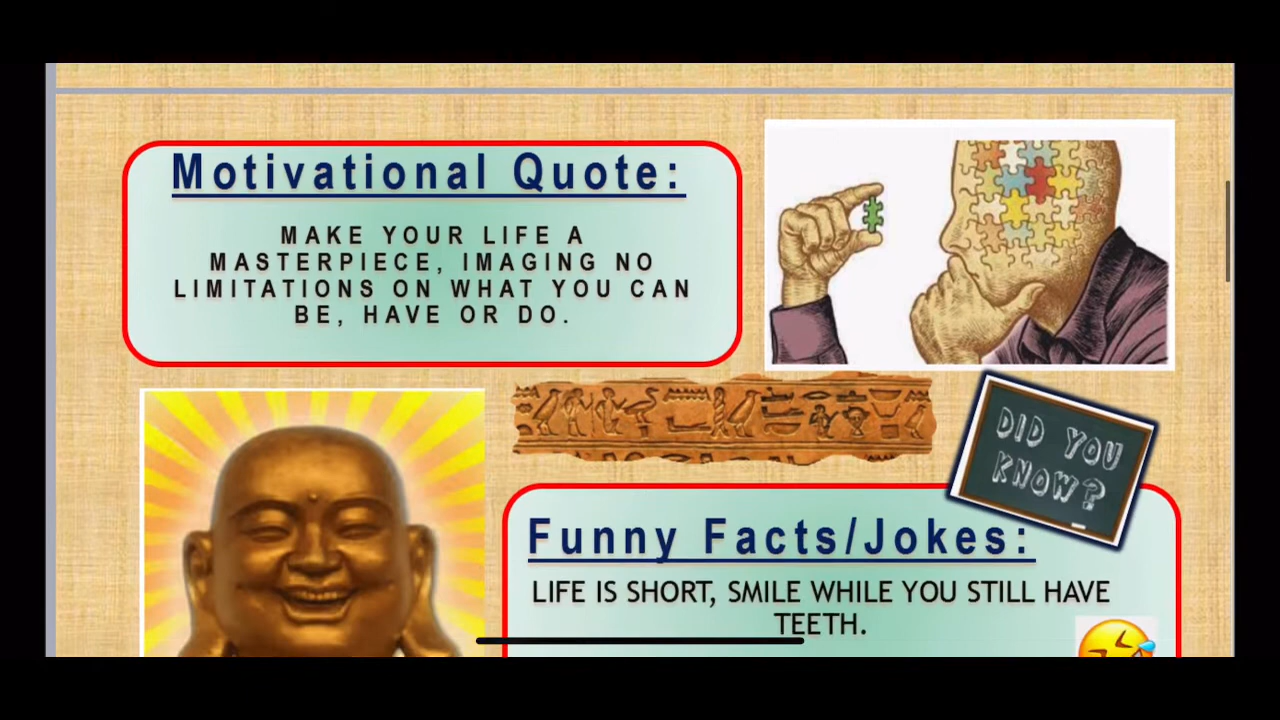 Motivational Quote:
MAKE YOUR LIFE A
MASTERPIECE, IMAGING NO
LIMITATIONS ON WHAT YOU CAN
BE, HAVE OR DO.
DID YOU
KNOW?
Funny Facts/Jokes:
LIFE IS SHORT, SMILE WHILE YOU STILL HAVE
TEETH.